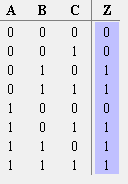 A B C Z
0 0 0 0
0 0 1 0
0 1 0 1
0 1 1 1
1 0 0 0
1 0 1 1
1 1 0 1
1 1 1 1